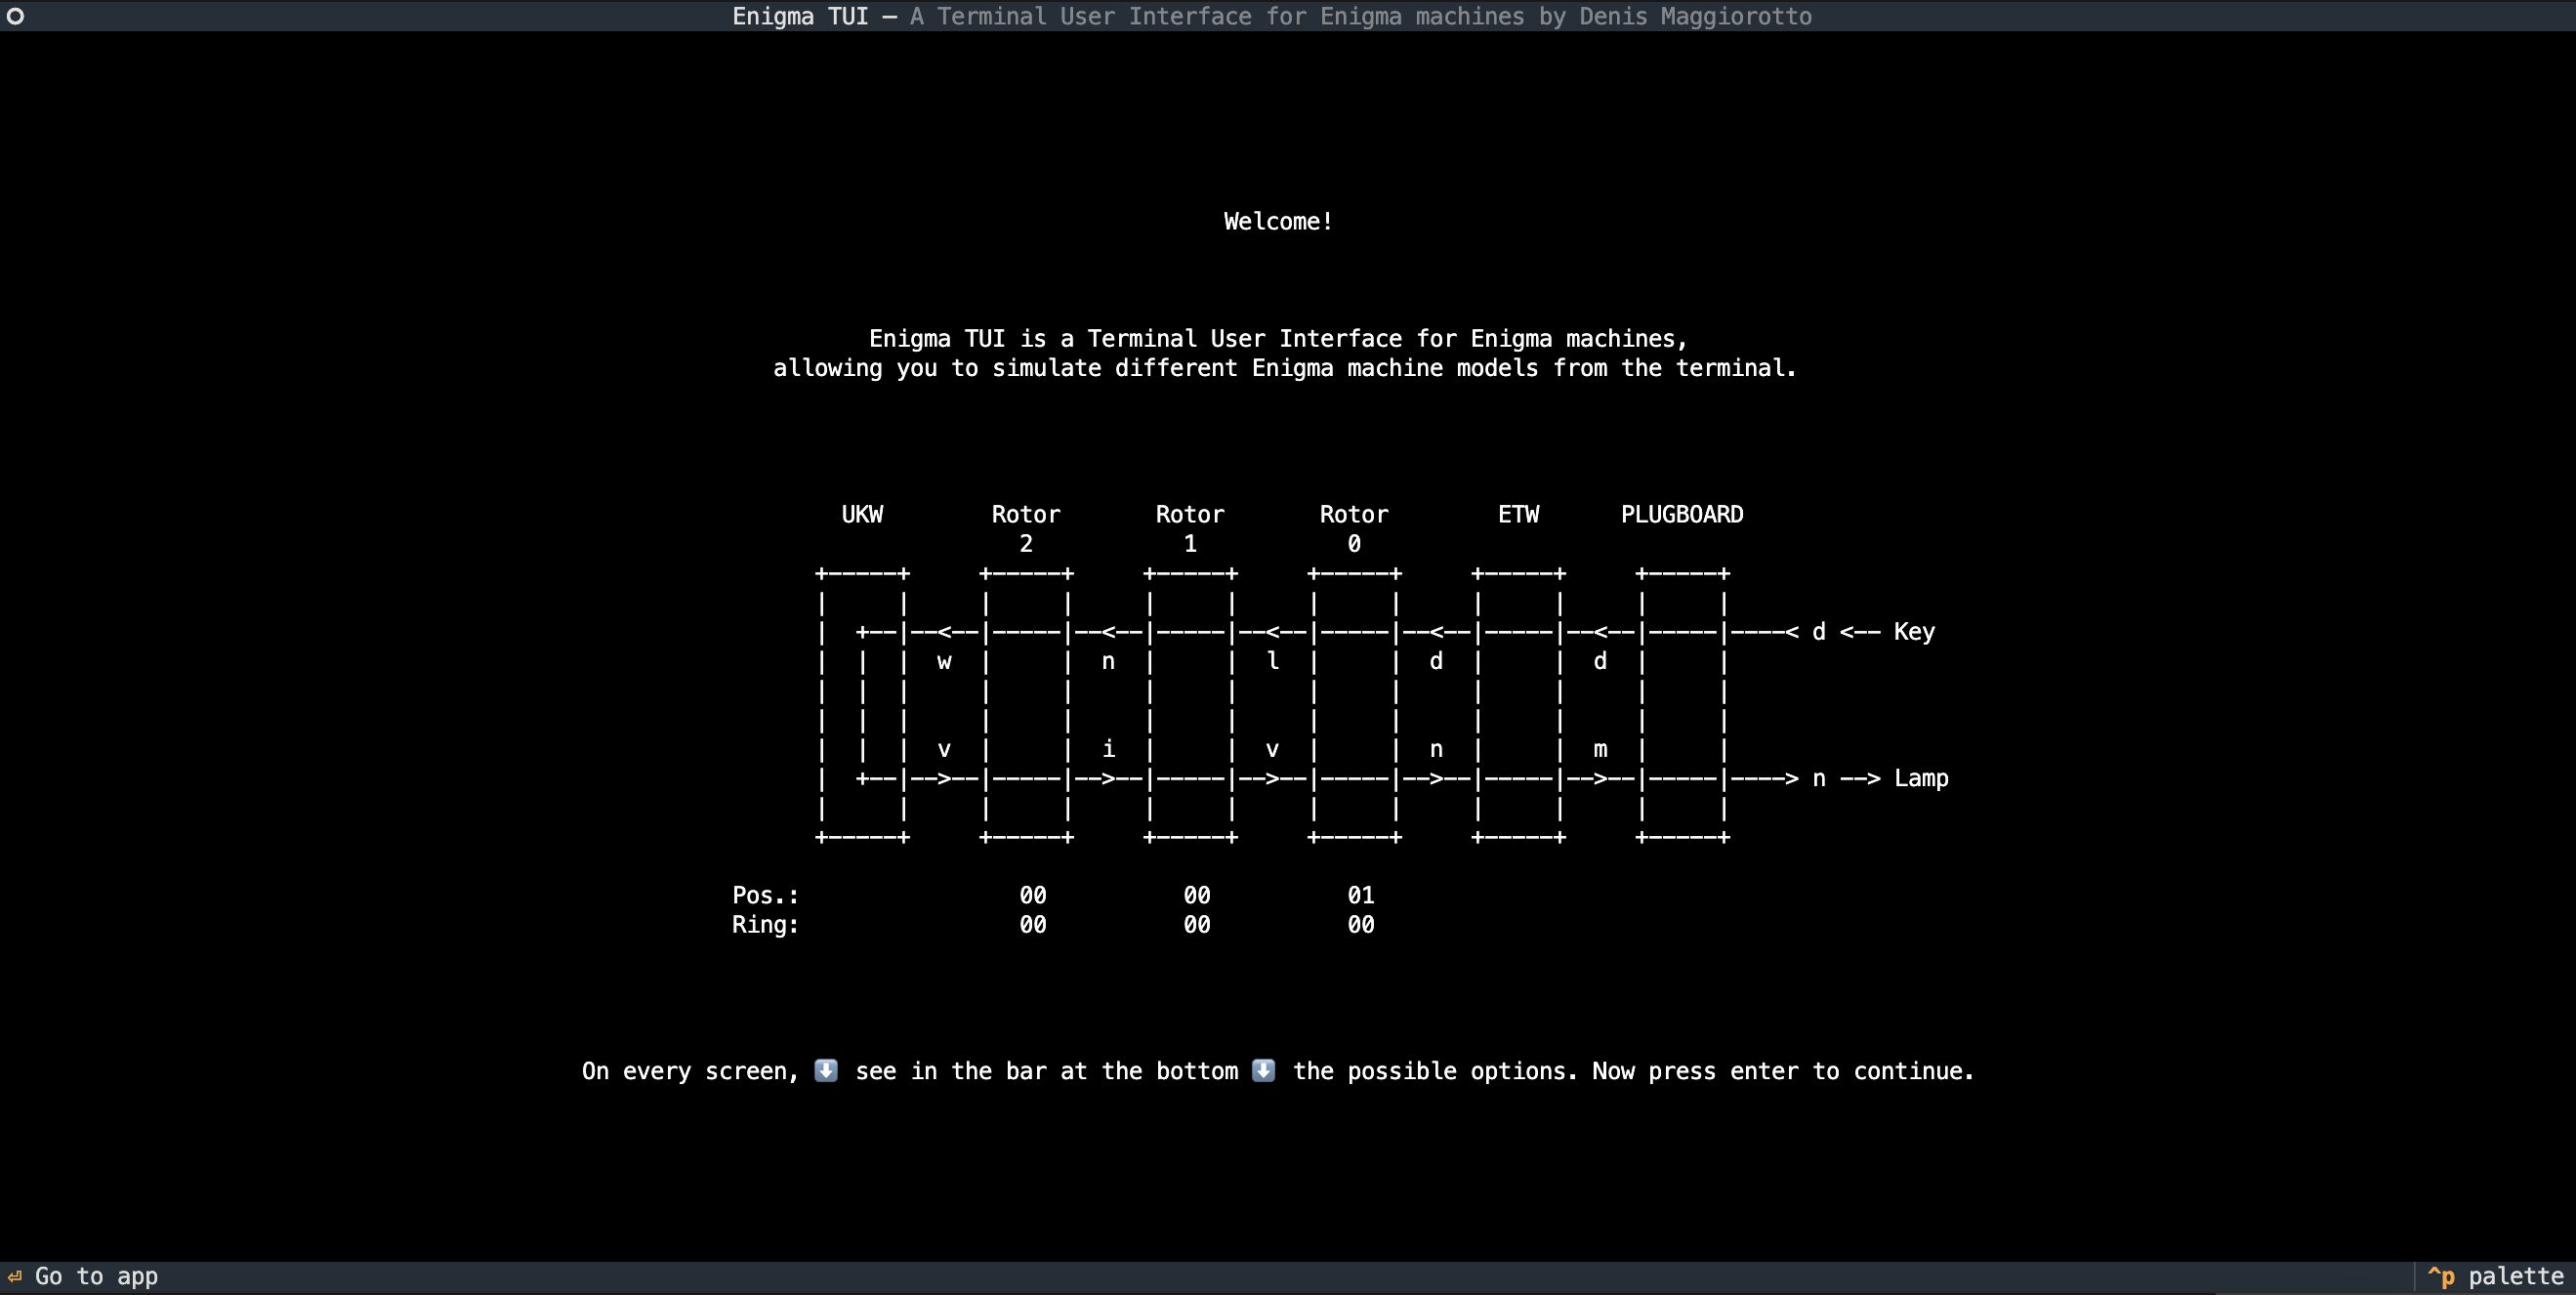 Enigma TUI — A Terminal User Interface for Enigma machines by Denis Maggiorotto
Welcome!
Enigma TUI is a Terminal User Interface for Enigma machines,
allowing you to simulate different Enigma machine models from the terminal.
UKW Rotor Rotor Rotor ETW PLUGBOARD
2 1 0
+-----+ +-----+ +-----+ +-----+ +-----+ +-----+
| | | | | | | | | | | |
| +--|--<--|-----|--<--|-----|--<--|-----|--<--|-----|--<--|-----|----< d <-- Key
| | | w | | n | | l | | d | | d | |
| | | | | | | | | | | | |
| | | | | | | | | | | | |
| | | v | | i | | v | | n | | m | |
| +--|-->--|-----|-->--|-----|-->--|-----|-->--|-----|-->--|-----|----> n --> Lamp
| | | | | | | | | | | |
+-----+ +-----+ +-----+ +-----+ +-----+ +-----+
Pos.: 00 00 01
Ring: 00 00 00
On every screen, ⬇️ see in the bar at the bottom ⬇️ the possible options. Now press enter to continue.
⏎ Go to app ^p palette